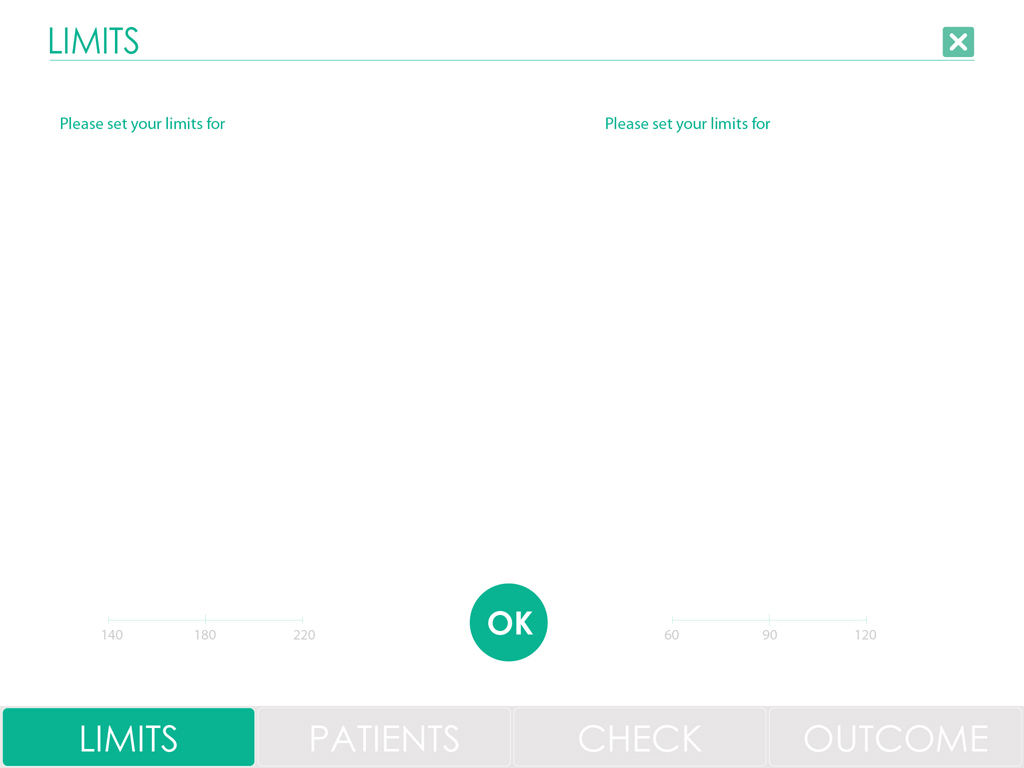 LIMITS
Please set your limits for
Please set your limits for
140 180 220
OK
60 90 120
LIMITS PATIENTS CHECK OUTCOME